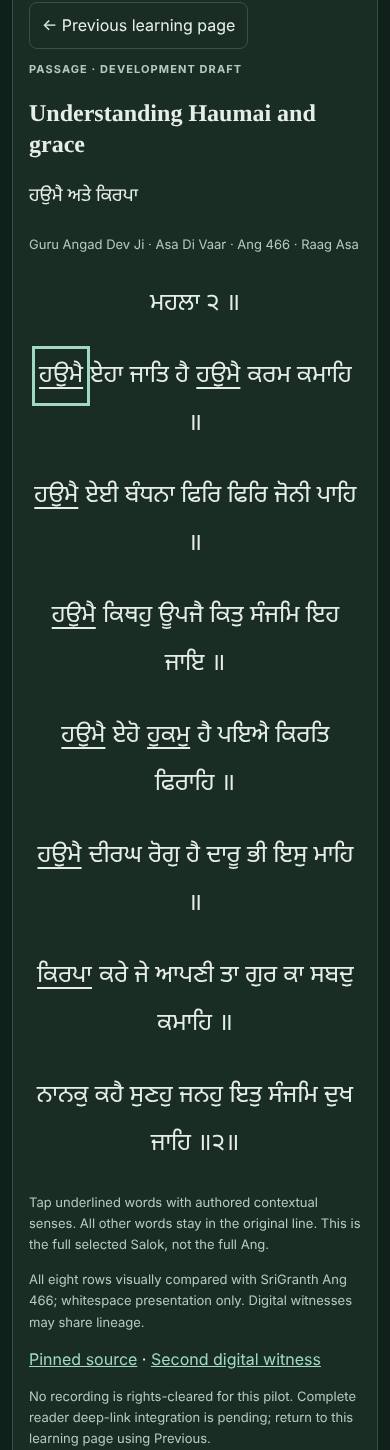 ← Previous learning page
PASSAGE · DEVELOPMENT DRAFT
Understanding Haumai and
grace
ਹਉਮੈ ਅਤੇ ਕਿਰਪਾ
Guru Angad Dev Ji · Asa Di Vaar · Ang 466 · Raag Asa
ਮਹਲਾ ੨ ॥
ਹਉਮੈ ਏਹਾ ਜਾਤਿ ਹੈ ਹਉਮੈ ਕਰਮ ਕਮਾਹਿ
॥
ਹਉਮੈ ਏਈ ਬੰਧਨਾ ਫਿਰਿ ਫਿਰਿ ਜੋਨੀ ਪਾਹਿ
॥
ਹਉਮੈ ਕਿਥਹੁ ਊਪਜੈ ਕਿਤੁ ਸੰਜਮਿ ਇਹ
ਜਾਇ ॥
ਹਉਮੈ ਏਹੋ ਹੁਕਮੁ ਹੈ ਪਇਐ ਕਿਰਤਿ
ਫਿਰਾਹਿ ॥
ਹਉਮੈ ਦੀਰਘ ਰੋਗੁ ਹੈ ਦਾਰੂ ਭੀ ਇਸੁ ਮਾਹਿ
॥
ਕਿਰਪਾ ਕਰੇ ਜੇ ਆਪਣੀ ਤਾ ਗੁਰ ਕਾ ਸਬਦੁ
ਕਮਾਹਿ ॥
ਨਾਨਕੁ ਕਹੈ ਸੁਣਹੁ ਜਨਹੁ ਇਤੁ ਸੰਜਮਿ ਦੁਖ
ਜਾਹਿ ॥੨॥
Tap underlined words with authored contextual
senses. All other words stay in the original line. This is
the full selected Salok, not the full Ang.
All eight rows visually compared with SriGranth Ang
466; whitespace presentation only. Digital witnesses
may share lineage.
Pinned source · Second digital witness
No recording is rights-cleared for this pilot. Complete
reader deep-link integration is pending; return to this
learning page using Previous.